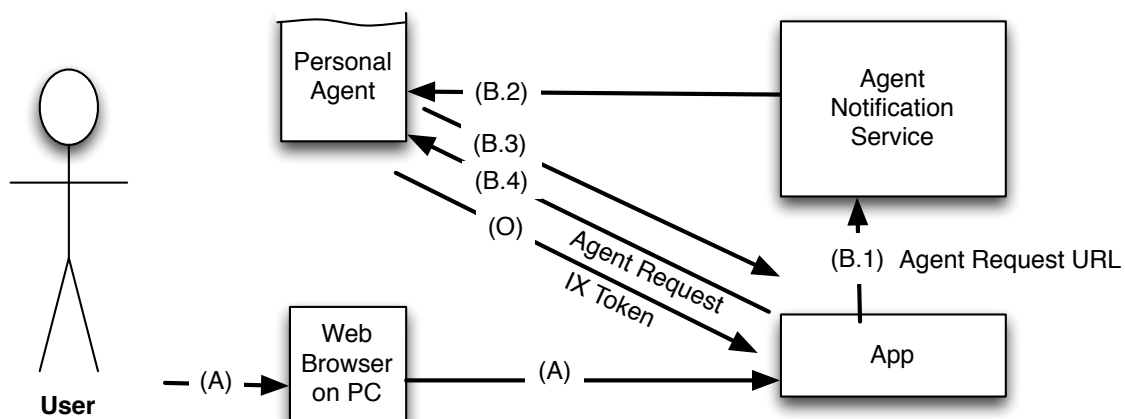 Personal
Agent
Agent
Notification
Service
(B.2)
(B.3)
(B.4)
(O)
Agent Request
IX Token
(B.1) Agent Request URL
Web
Browser
on PC
App
(A)
(A)
User